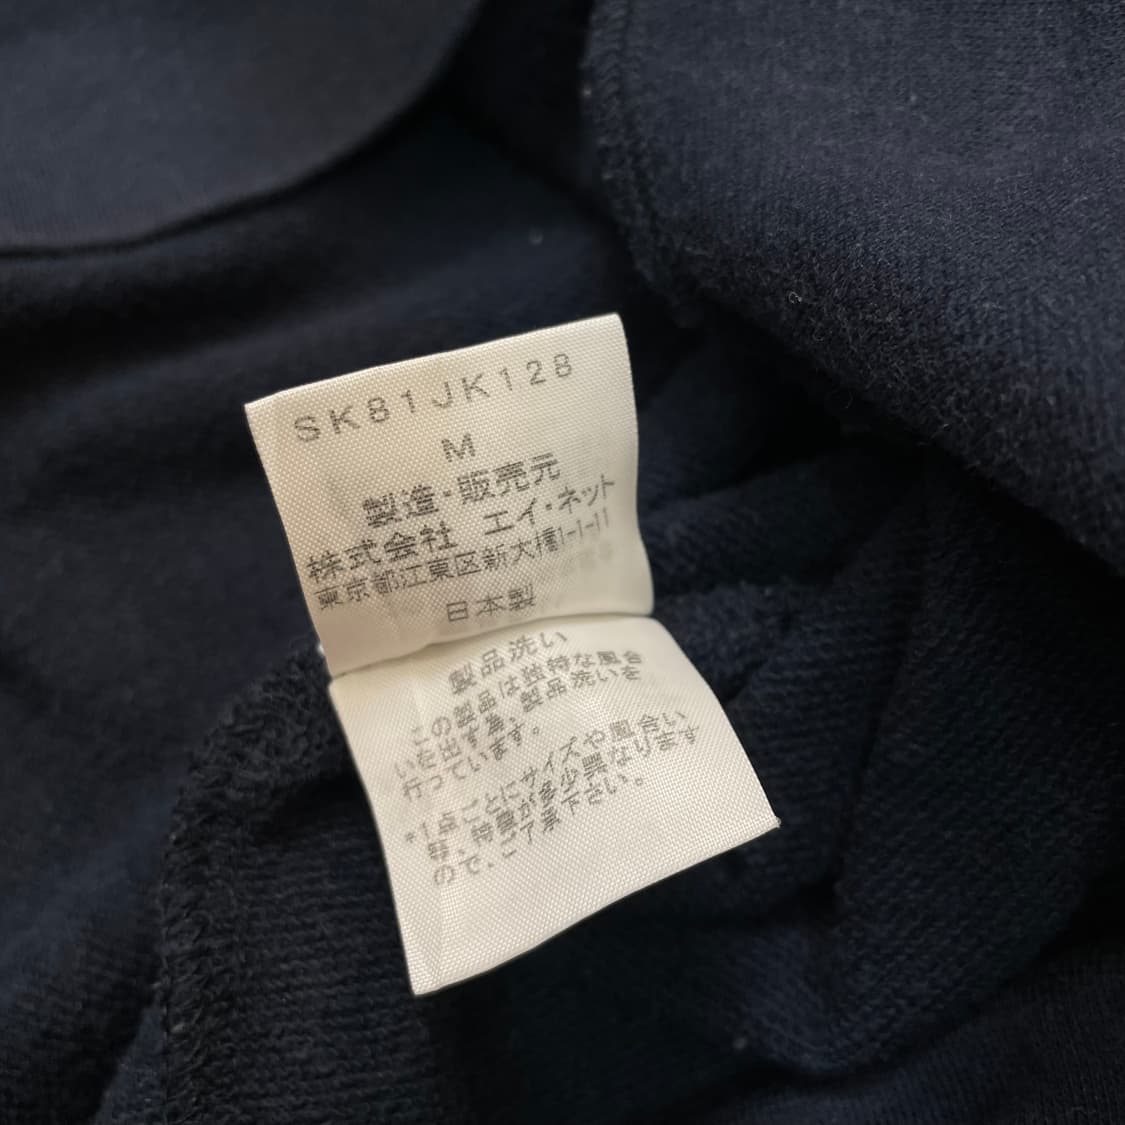 SK81JK128
M
製造・販売元
株式会社 エイ・ネット
東京都江東区新大橋1-1-11
日本製
製品洗い
この製品は独特な風合
いを出す為、製品洗いを
行っています。
*1点ごとにサイズや風合い
等、特徴が多少異なります
ので、ご了承下さい。